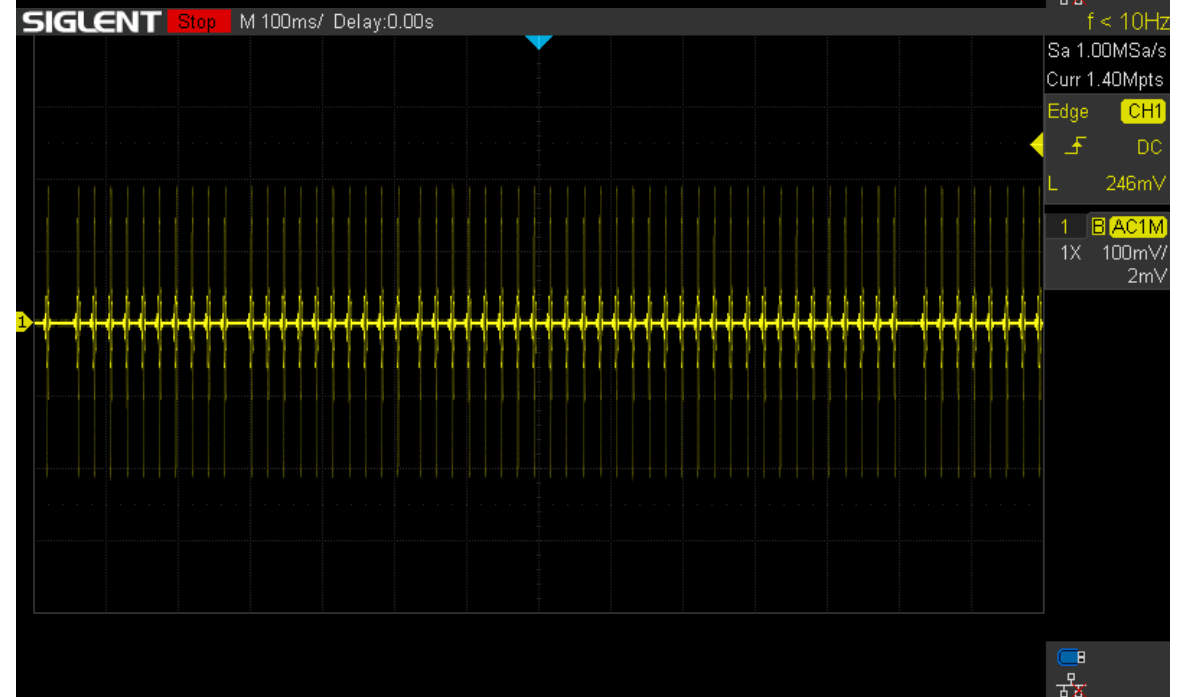 SIGLENT Stop M 100ms/ Delay:0.00s
f < 10Hz
Sa 1.00MSa/s
Curr 1.40Mpts
Edge CH1
DC
L 246mV
1 B AC1M
1X 100mV/
2mV
1
B